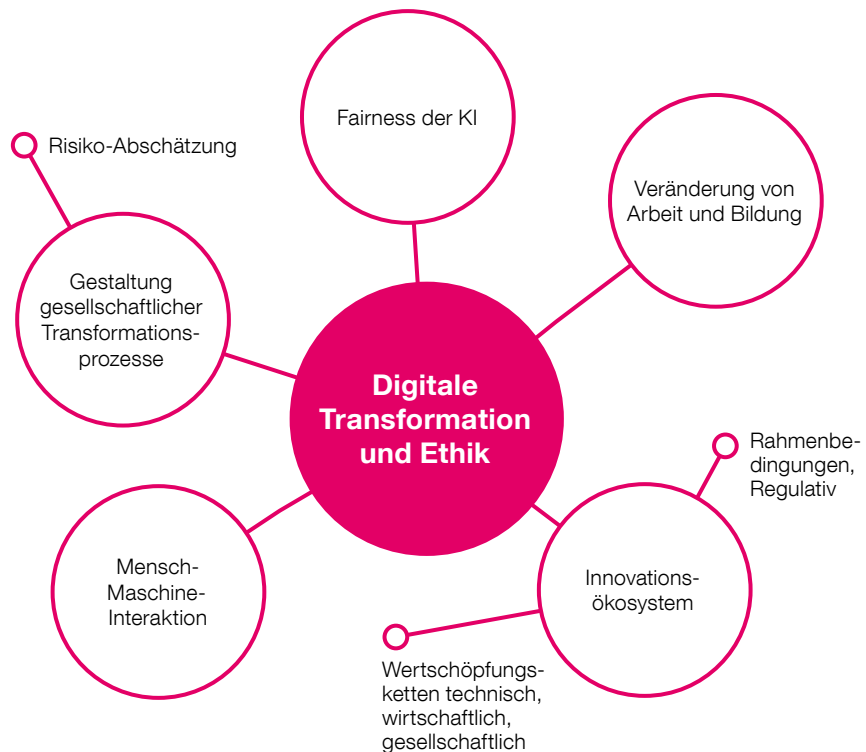 Fairness der KI
Risiko-Abschätzung
Veränderung von
Arbeit und Bildung
Gestaltung
gesellschaftlicher
Transformations-
prozesse
Digitale
Transformation
und Ethik
Rahmenbe-
dingungen,
Regulativ
Mensch-
Maschine-
Interaktion
Innovations-
ökosystem
Wertschöpfungs-
ketten technisch,
wirtschaftlich,
gesellschaftlich